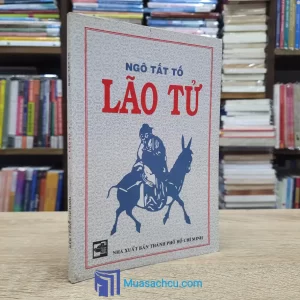 NGÔ TẤT TỐ
LÃO TỬ
NHÀ XUẤT BẢN THÀNH PHỐ HỒ CHÍ MINH
Muasachcu.com